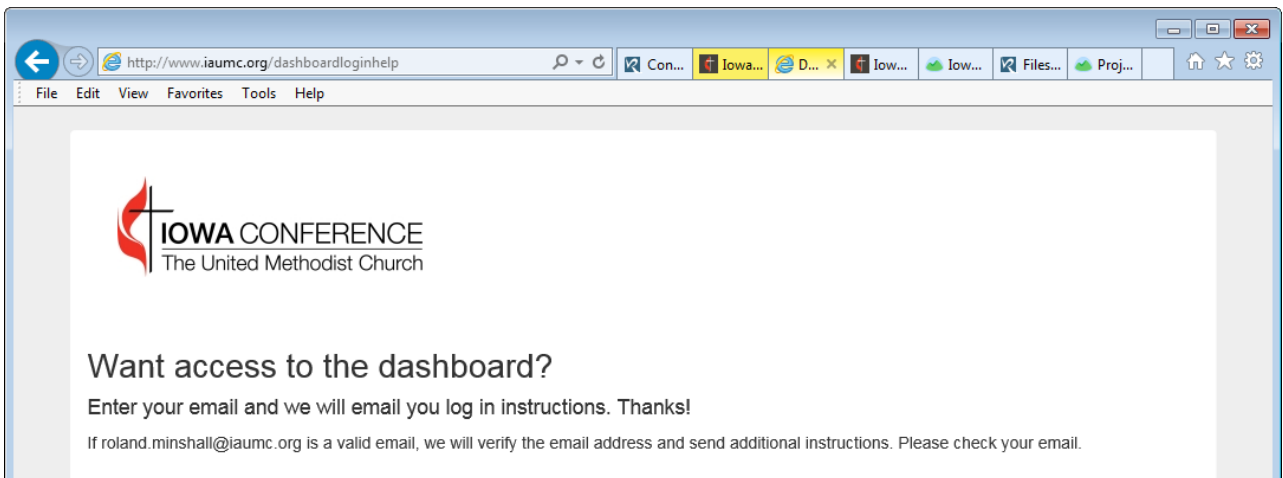 http://www.iaumc.org/dashboardloginhelp
Con... Iowa... D... Iow... Iow... Files... Proj...
File Edit View Favorites Tools Help
IOWA CONFERENCE
The United Methodist Church
Want access to the dashboard?
Enter your email and we will email you log in instructions. Thanks!
If roland.minshall@iaumc.org is a valid email, we will verify the email address and send additional instructions. Please check your email.